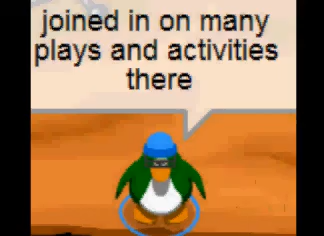 joined in on many
plays and activities
there